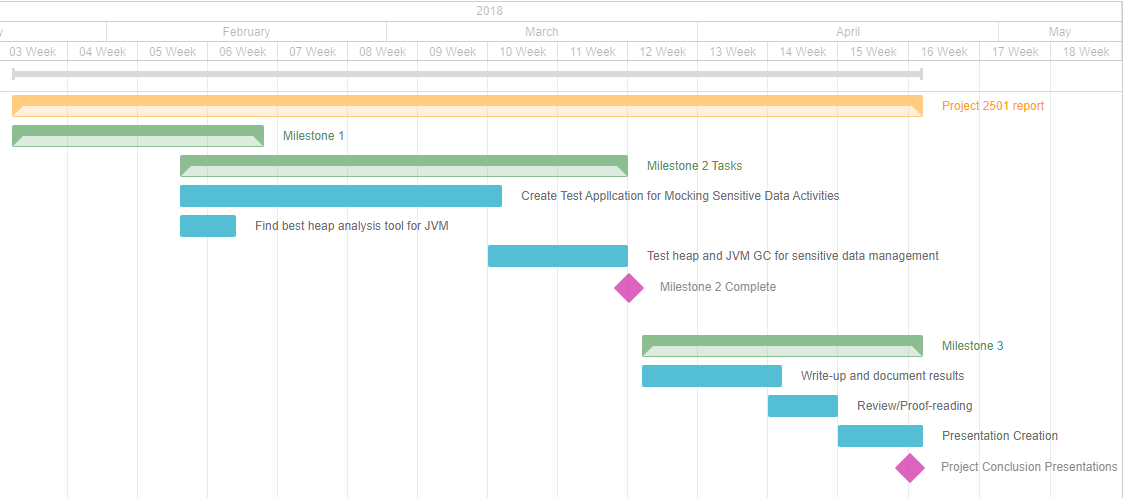 2018
February March April May
03 Week 04 Week 05 Week 06 Week 07 Week 08 Week 09 Week 10 Week 11 Week 12 Week 13 Week 14 Week 15 Week 16 Week 17 Week 18 Week
Project 2501 report
Milestone 1
Milestone 2 Tasks
Create Test Application for Mocking Sensitive Data Activities
Find best heap analysis tool for JVM
Test heap and JVM GC for sensitive data management
Milestone 2 Complete
Milestone 3
Write-up and document results
Review/Proof-reading
Presentation Creation
Project Conclusion Presentations